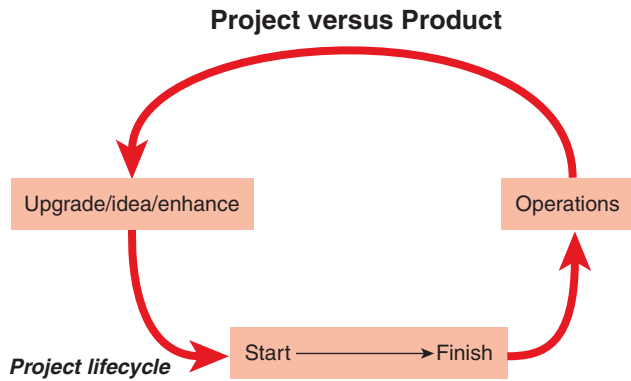 Project versus Product
Upgrade/idea/enhance
Operations
Start
Finish
Project lifecycle